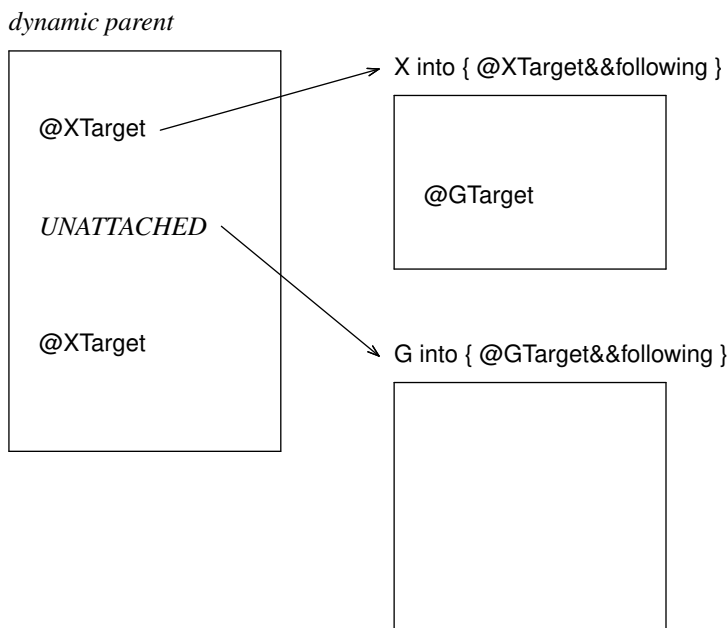 dynamic parent
X into { @XTarget&&following }
@XTarget
@GTarget
UNATTACHED
@XTarget
G into { @GTarget&&following }